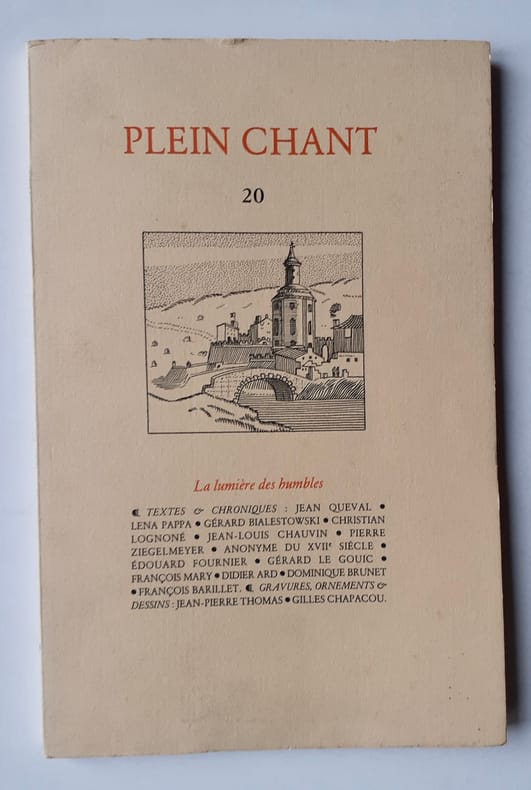 PLEIN CHANT
20
La lumière des humbles
⁌ TEXTES & CHRONIQUES : JEAN QUEVAL ●
LENA PAPPA ● GÉRARD BIALESTOWSKI ● CHRISTIAN
LOGNONÉ ● JEAN-LOUIS CHAUVIN ● PIERRE
ZIEGELMEYER ● ANONYME DU XVIIᵉ SIÈCLE ●
ÉDOUARD FOURNIER ● GÉRARD LE GOUIC ●
FRANÇOIS MARY ● DIDIER ARD ● DOMINIQUE BRUNET
● FRANÇOIS BARILLET. ⁌ GRAVURES, ORNEMENTS &
DESSINS : JEAN-PIERRE THOMAS ● GILLES CHAPACOU.